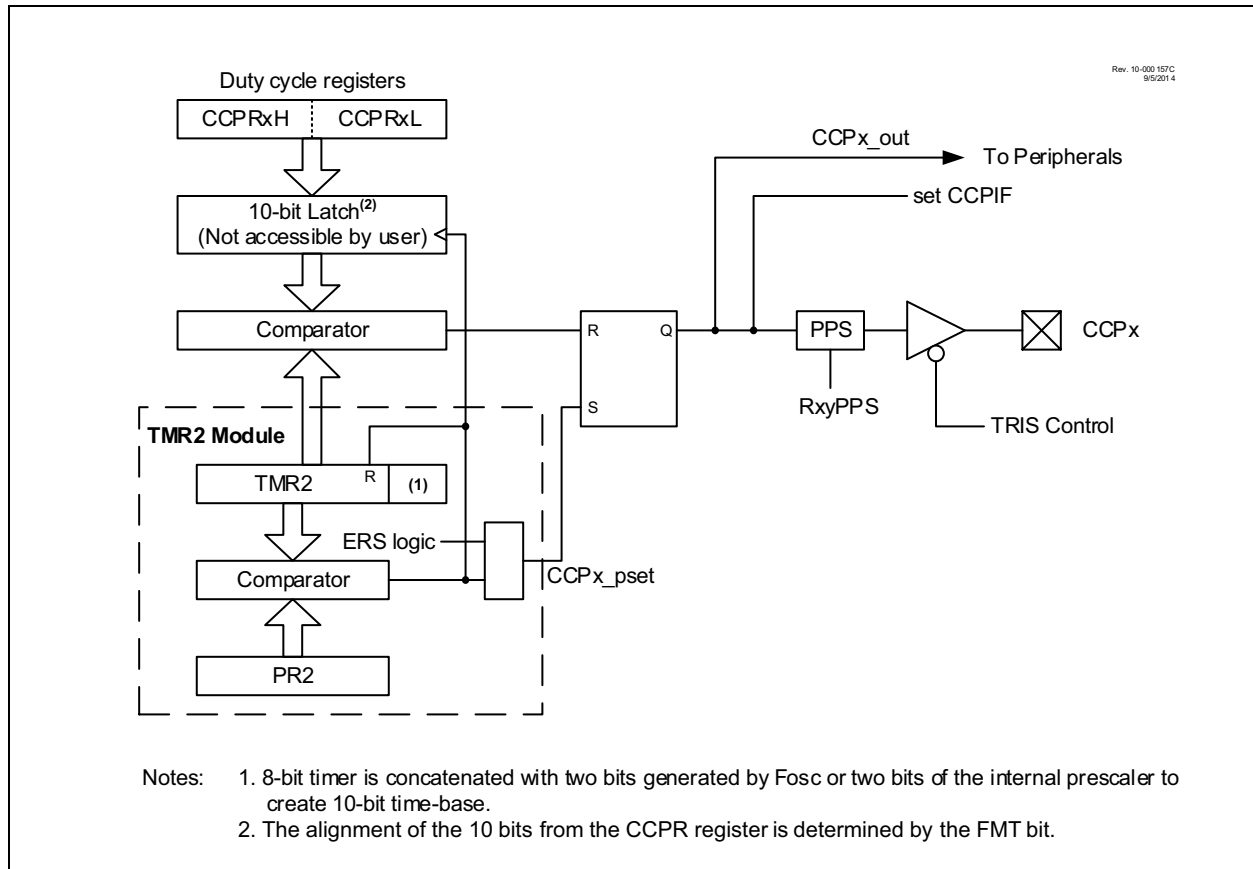 Rev. 10-000 157C
9/5/201 4
Duty cycle registers
CCPRxH CCPRxL
CCPx_out
To Peripherals
set CCPIF
10-bit Latch(2)
(Not accessible by user)
Comparator
R Q
S
PPS
CCPx
RxyPPS
TRIS Control
TMR2 Module
TMR2 R (1)
ERS logic
CCPx_pset
Comparator
PR2
Notes: 1. 8-bit timer is concatenated with two bits generated by Fosc or two bits of the internal prescaler to
create 10-bit time-base.
2. The alignment of the 10 bits from the CCPR register is determined by the FMT bit.